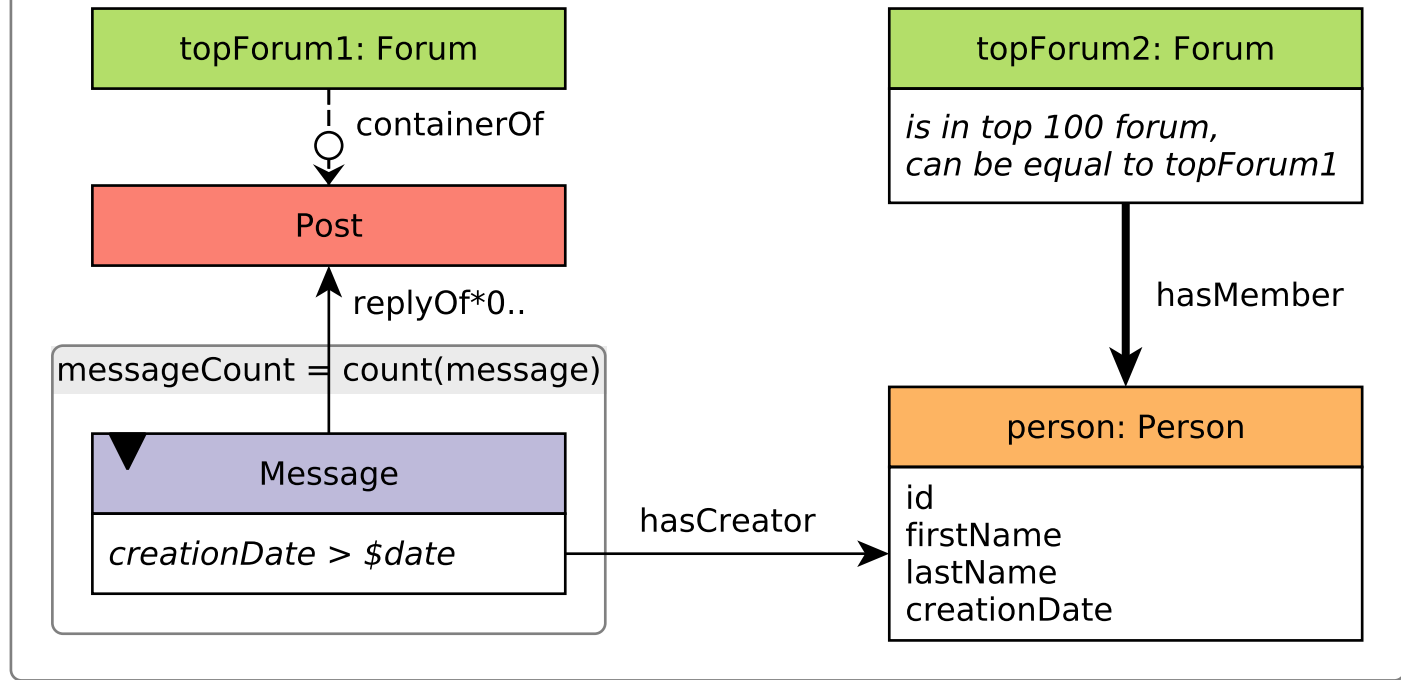 topForum1: Forum
containerOf
Post
replyOf*0..
messageCount = count(message)
Message
creationDate > $date
hasCreator
topForum2: Forum
is in top 100 forum,
can be equal to topForum1
hasMember
person: Person
id
firstName
lastName
creationDate